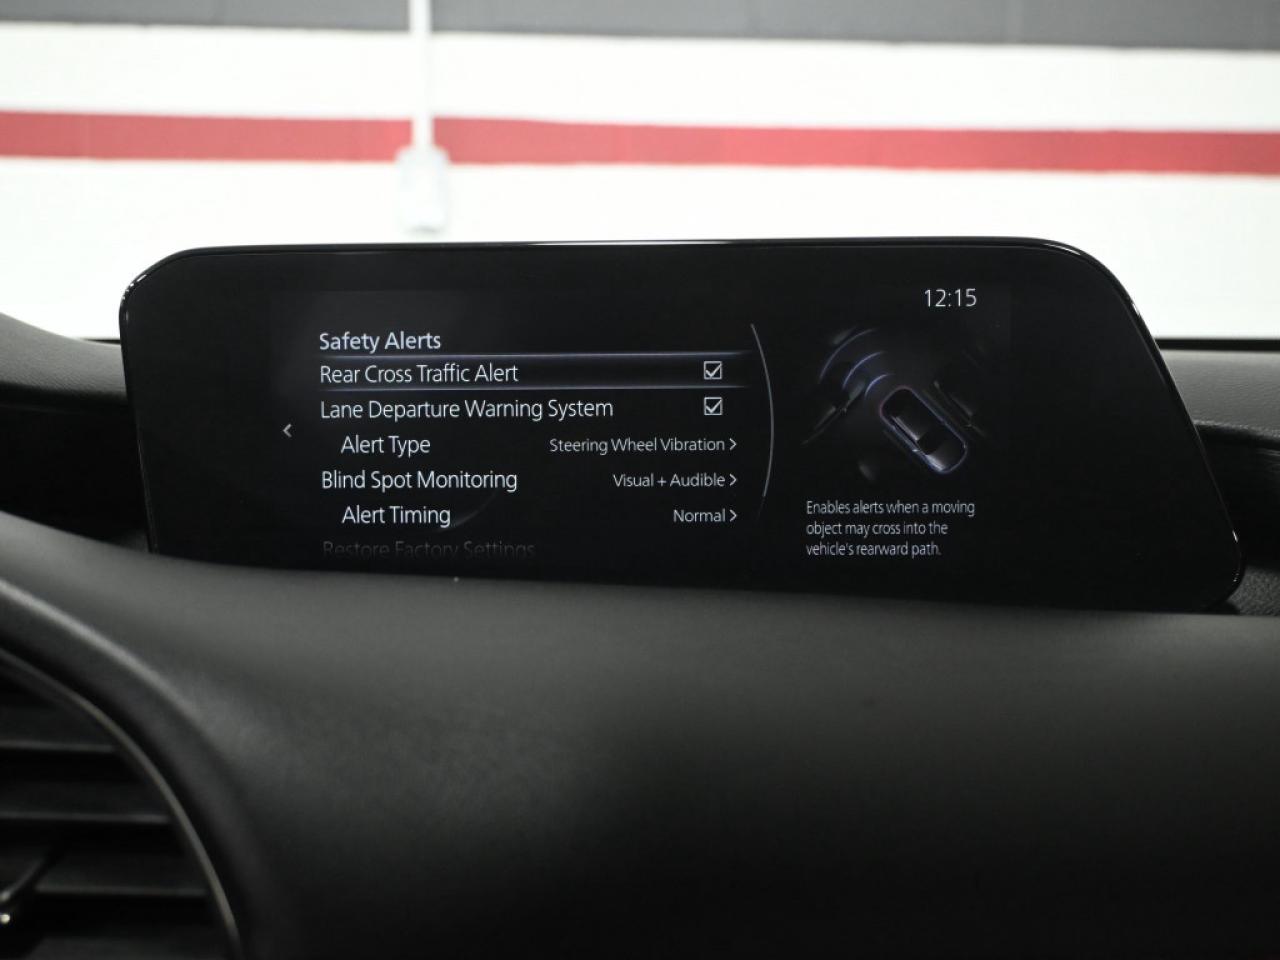 12:15
Safety Alerts
Rear Cross Traffic Alert
Lane Departure Warning System
Alert Type Steering Wheel Vibration >
Blind Spot Monitoring Visual + Audible >
Alert Timing Normal >
Restore Factory Settings
Enables alerts when a moving
object may cross into the
vehicle's rearward path.